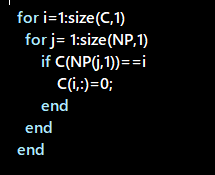 for i=1:size(C,1)
for j= 1:size(NP,1)
if C(NP(j,1))==i
C(i,:)=0;
end
end
end